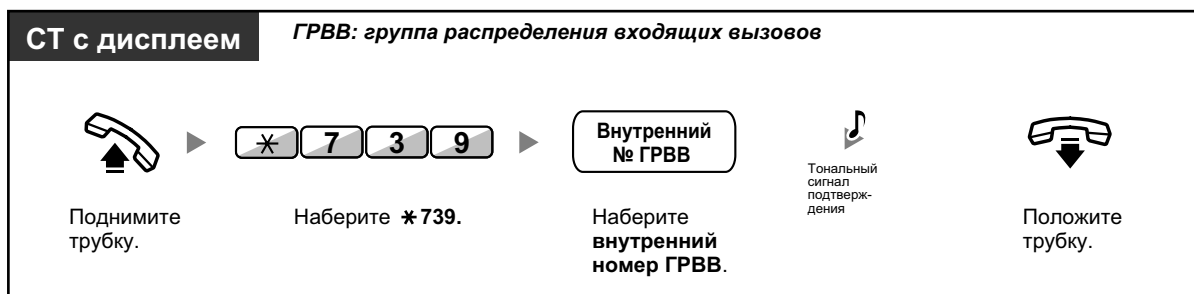 СТ с дисплеем
ГРВВ: группа распределения входящих вызовов
* 7 3 9
Внутренний
№ ГРВВ
Тональный
сигнал
подтверж-
дения
Поднимите
трубку.
Наберите *739.
Наберите
внутренний
номер ГРВВ.
Положите
трубку.